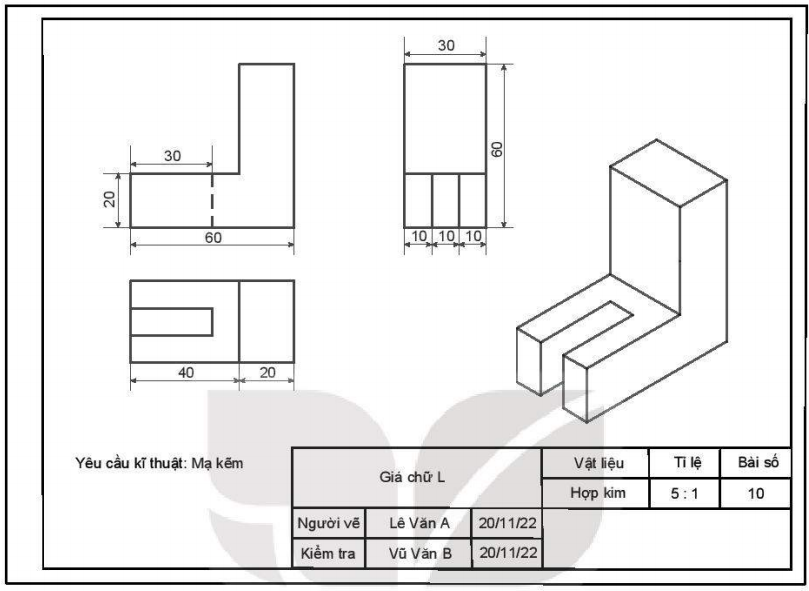 30
30
60
20
60
10 10 10
40 20
Yêu cầu kĩ thuật: Mạ kẽm
Giá chữ L
Vật liệu Tỉ lệ Bài số
Hợp kim 5 : 1 10
Người vẽ Lê Văn A 20/11/22
Kiểm tra Vũ Văn B 20/11/22